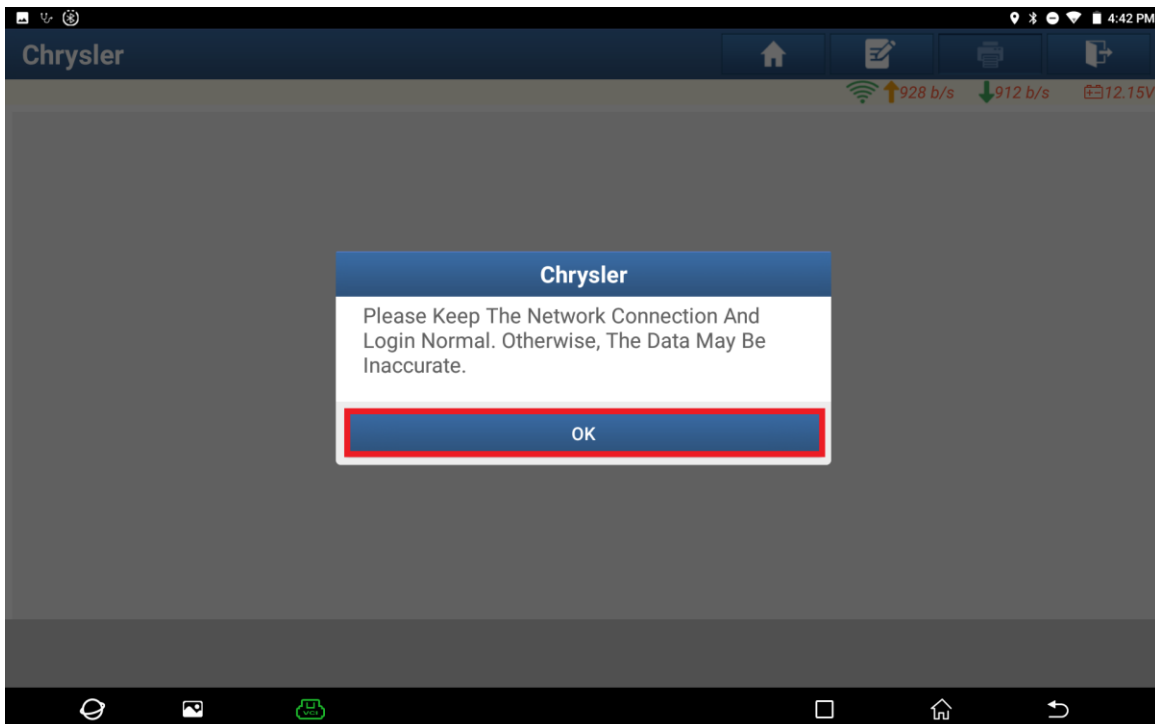 4:42 PM
Chrysler
928 b/s 912 b/s 12.15V
Chrysler
Please Keep The Network Connection And
Login Normal. Otherwise, The Data May Be
Inaccurate.
OK
VCI